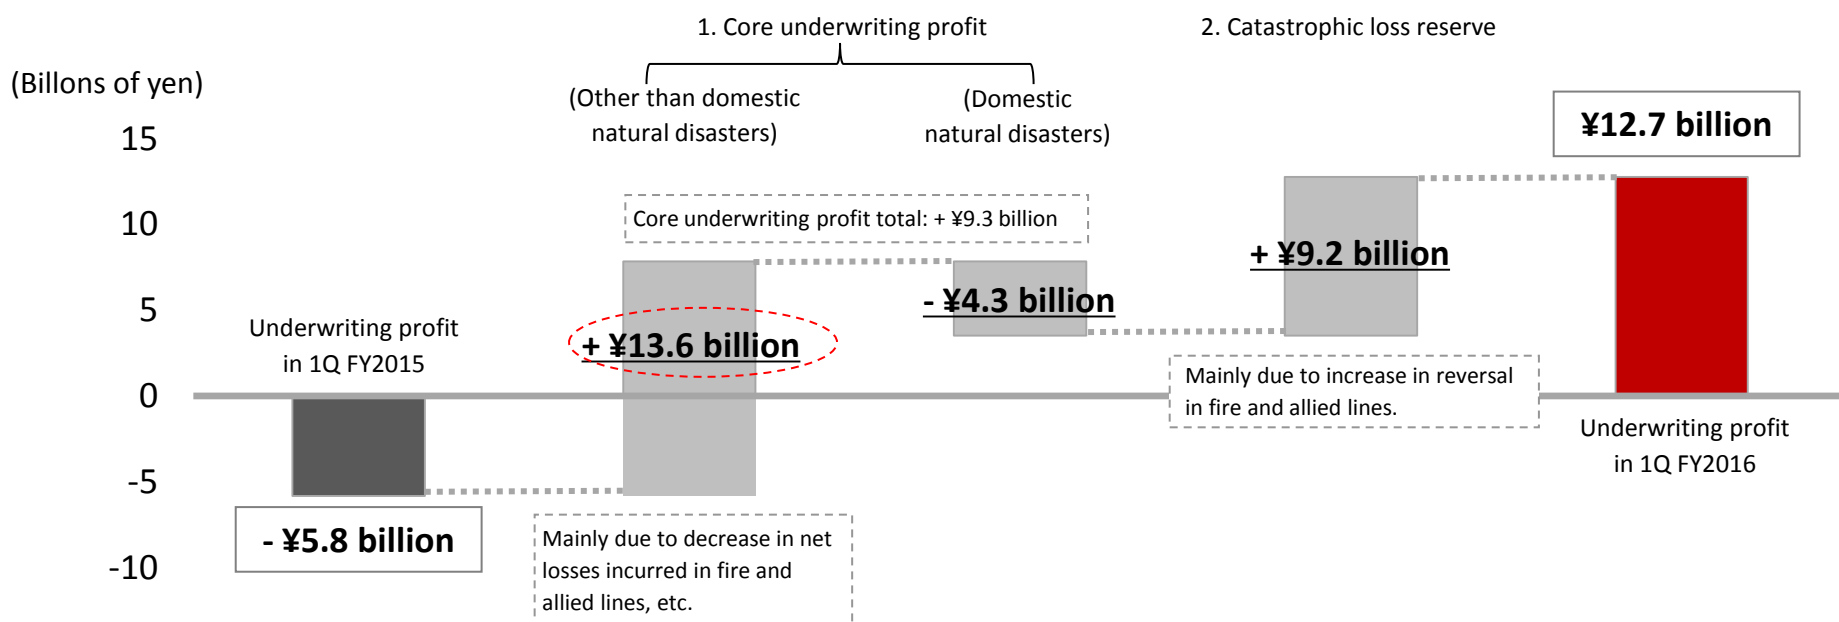 1. Core underwriting profit
2. Catastrophic loss reserve
(Billons of yen)
(Other than domestic
natural disasters)
(Domestic
natural disasters)
¥12.7 billion
15
10
5
0
-5
-10
Core underwriting profit total: + ¥9.3 billion
+ ¥9.2 billion
- ¥4.3 billion
Underwriting profit
in 1Q FY2015
+ ¥13.6 billion
Mainly due to increase in reversal
in fire and allied lines.
Underwriting profit
in 1Q FY2016
- ¥5.8 billion
Mainly due to decrease in net
losses incurred in fire and
allied lines, etc.